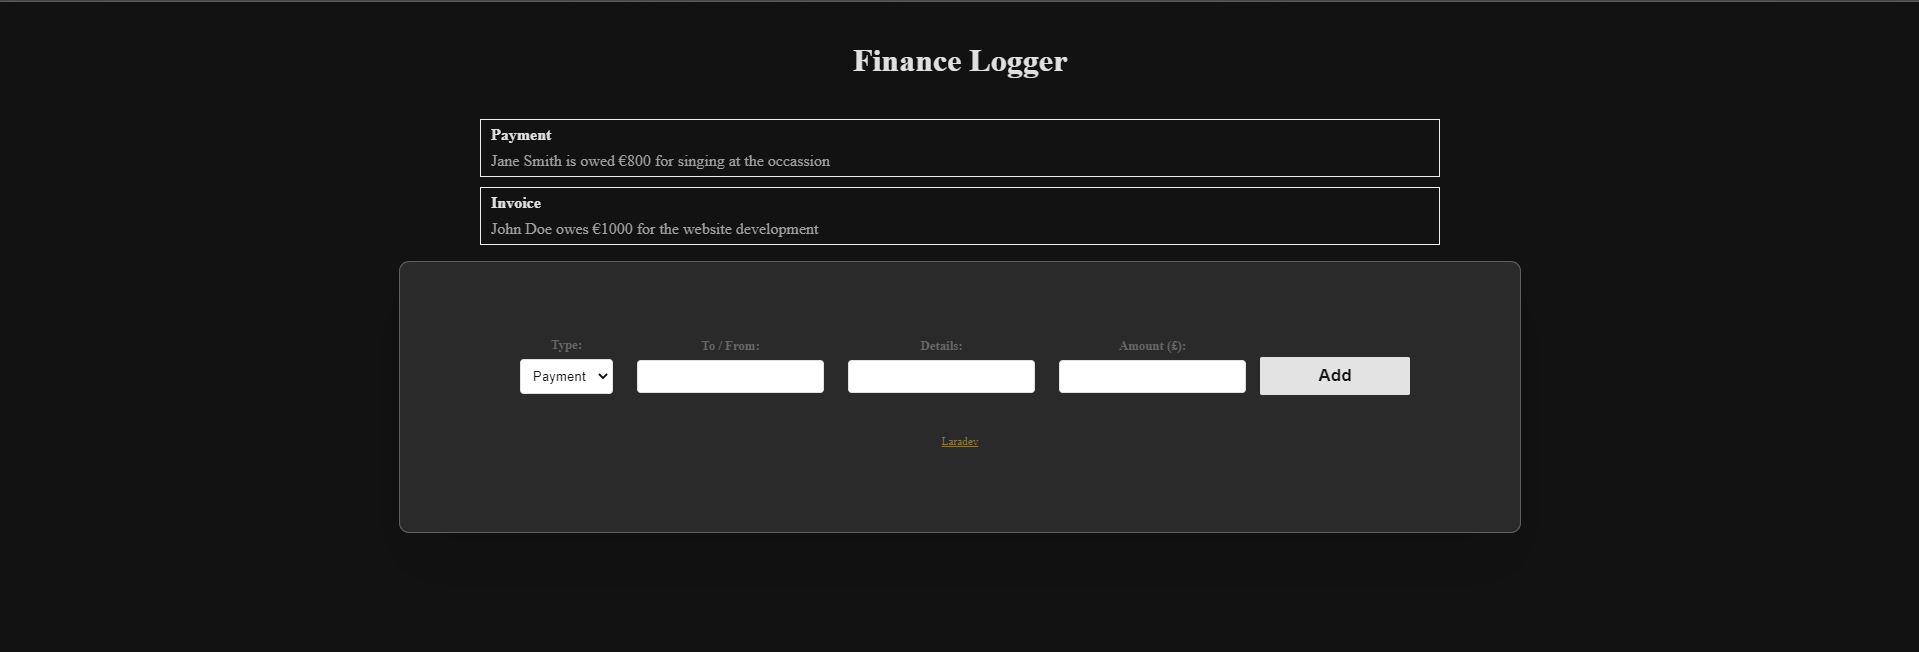 Finance Logger
Payment
Jane Smith is owed €800 for singing at the occassion
Invoice
John Doe owes €1000 for the website development
Type: To / From: Details: Amount (£):
Payment Add
Laradev